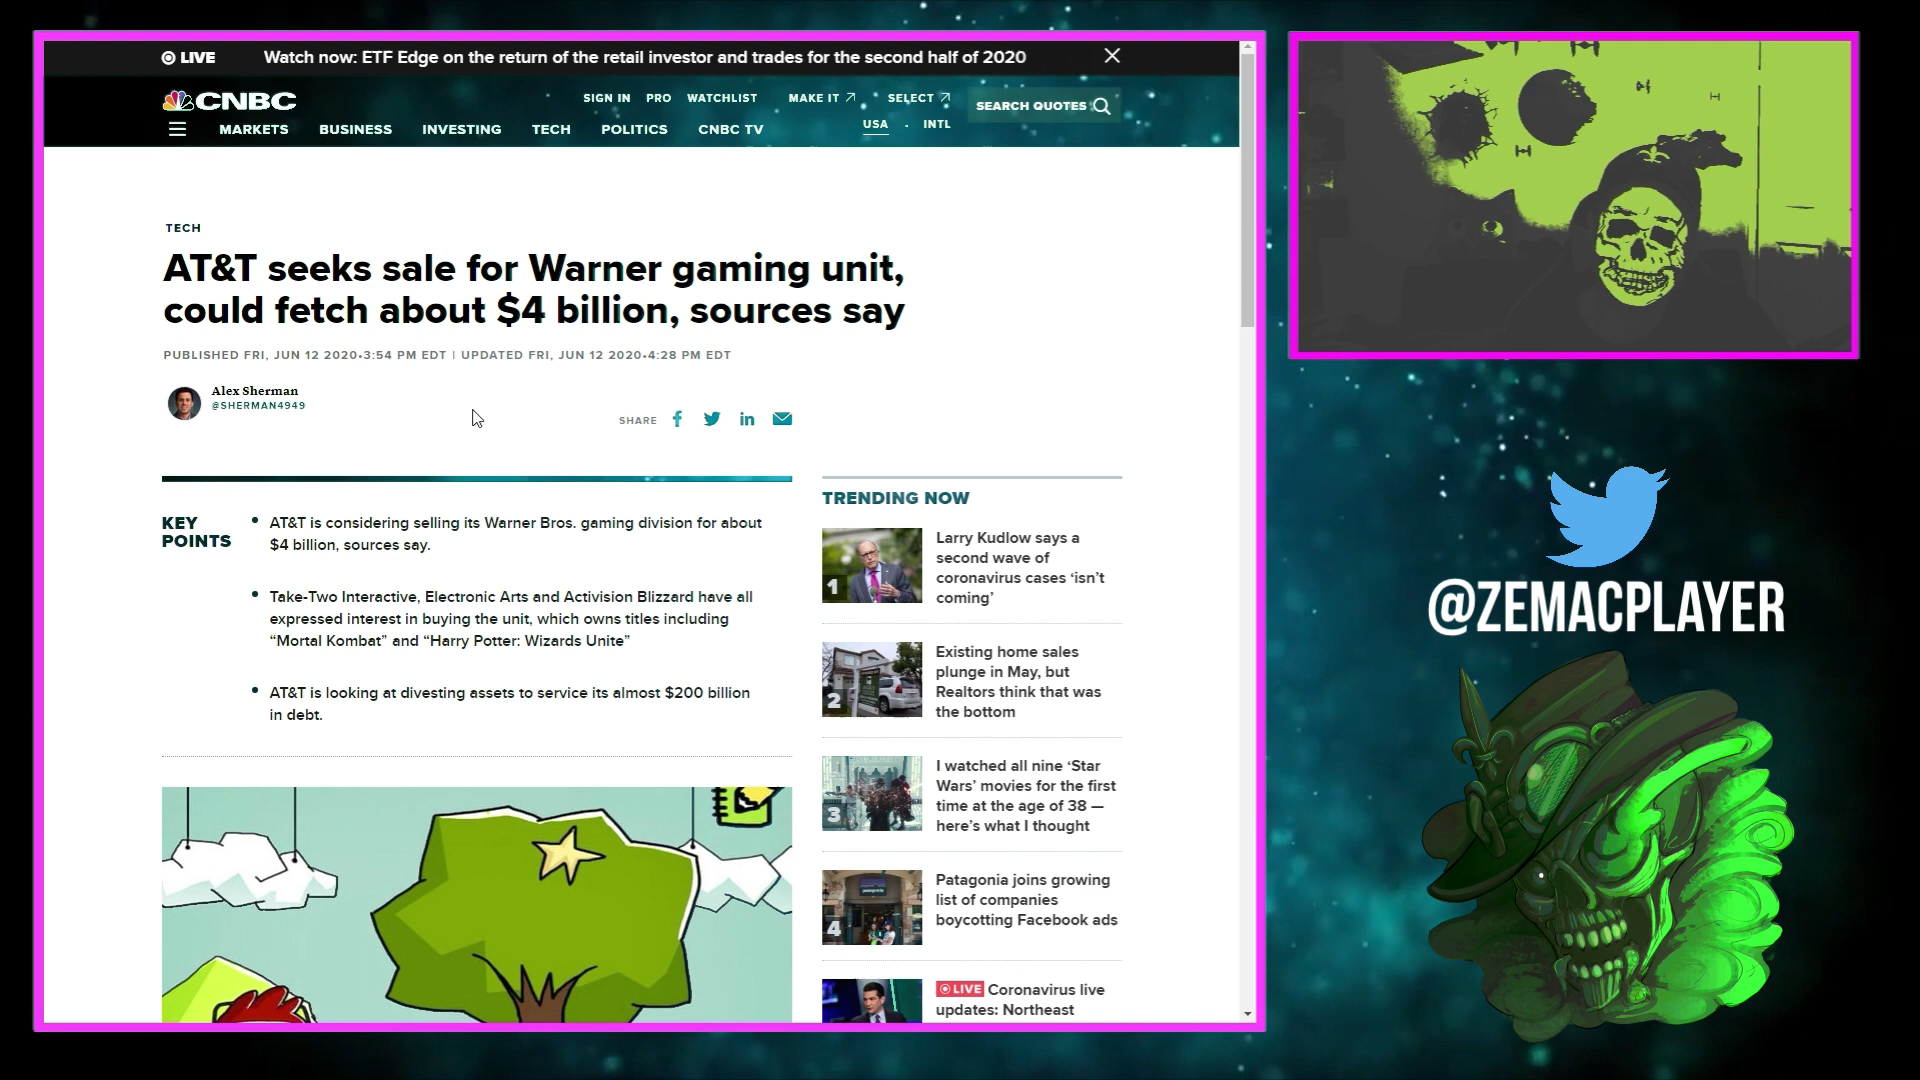 LIVE
Watch now: ETF Edge on the return of the retail investor and trades for the second half of 2020
CNBC
SIGN IN
PRO
WATCHLIST
MAKE IT
SELECT
USA
INTL
SEARCH QUOTES
MARKETS
BUSINESS
INVESTING
TECH
POLITICS
CNBC TV
TECH
AT&T seeks sale for Warner gaming unit,
could fetch about $4 billion, sources say
PUBLISHED FRI, JUN 12 2020•3:54 PM EDT | UPDATED FRI, JUN 12 2020•4:28 PM EDT
Alex Sherman
@SHERMAN4949
SHARE
KEY
POINTS
AT&T is considering selling its Warner Bros. gaming division for about
$4 billion, sources say.
Take-Two Interactive, Electronic Arts and Activision Blizzard have all
expressed interest in buying the unit, which owns titles including
“Mortal Kombat” and “Harry Potter: Wizards Unite”
AT&T is looking at divesting assets to service its almost $200 billion
in debt.
TRENDING NOW
1
Larry Kudlow says a
second wave of
coronavirus cases ‘isn’t
coming’
2
Existing home sales
plunge in May, but
Realtors think that was
the bottom
3
I watched all nine ‘Star
Wars’ movies for the first
time at the age of 38 —
here’s what I thought
4
Patagonia joins growing
list of companies
boycotting Facebook ads
LIVE Coronavirus live
updates: Northeast
@ZEMACPLAYER